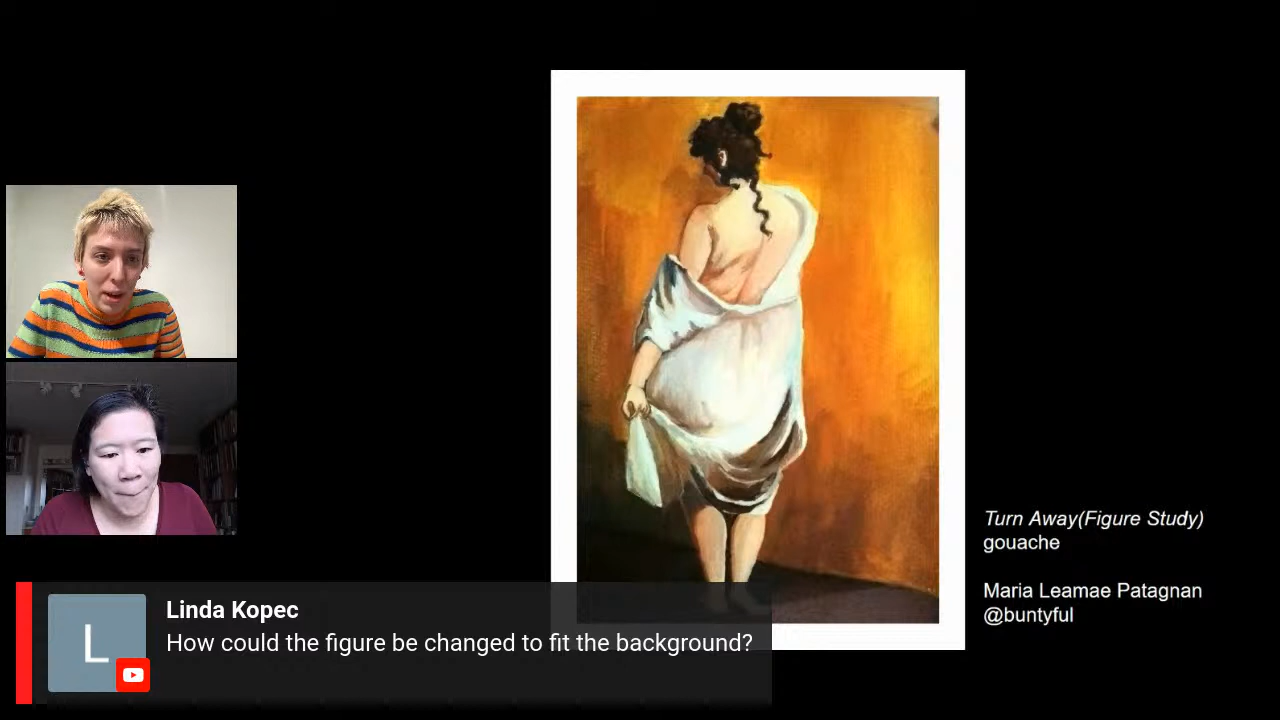 Turn Away(Figure Study)
gouache
Maria Leamae Patagnan
@buntyful
L
Linda Kopec
How could the figure be changed to fit the background?